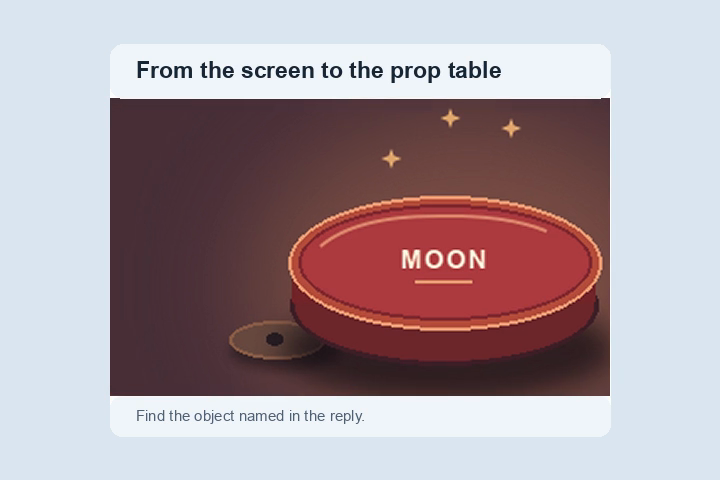 From the screen to the prop table
MOON
Find the object named in the reply.